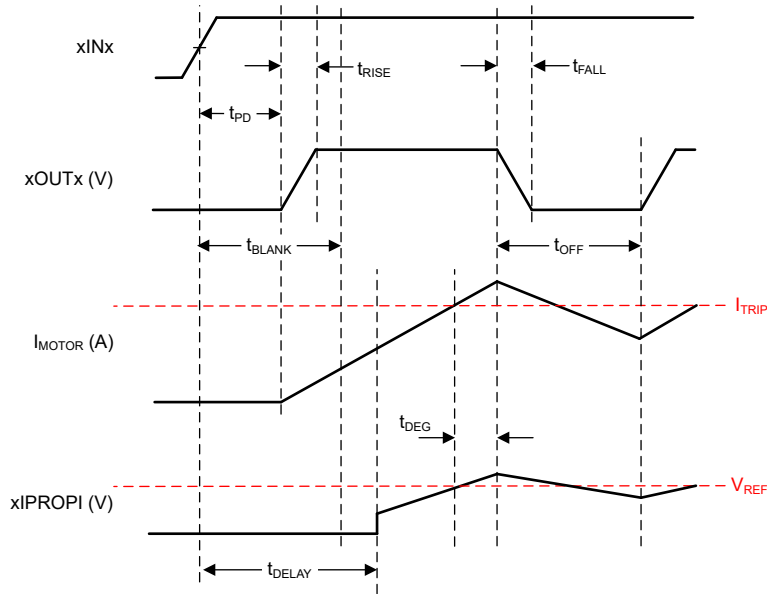 xINx
tRISE
tFALL
tPD
xOUTx (V)
tBLANK
tOFF
ITRIP
IMOTOR (A)
tDEG
xIPROPI (V)
VREF
tDELAY